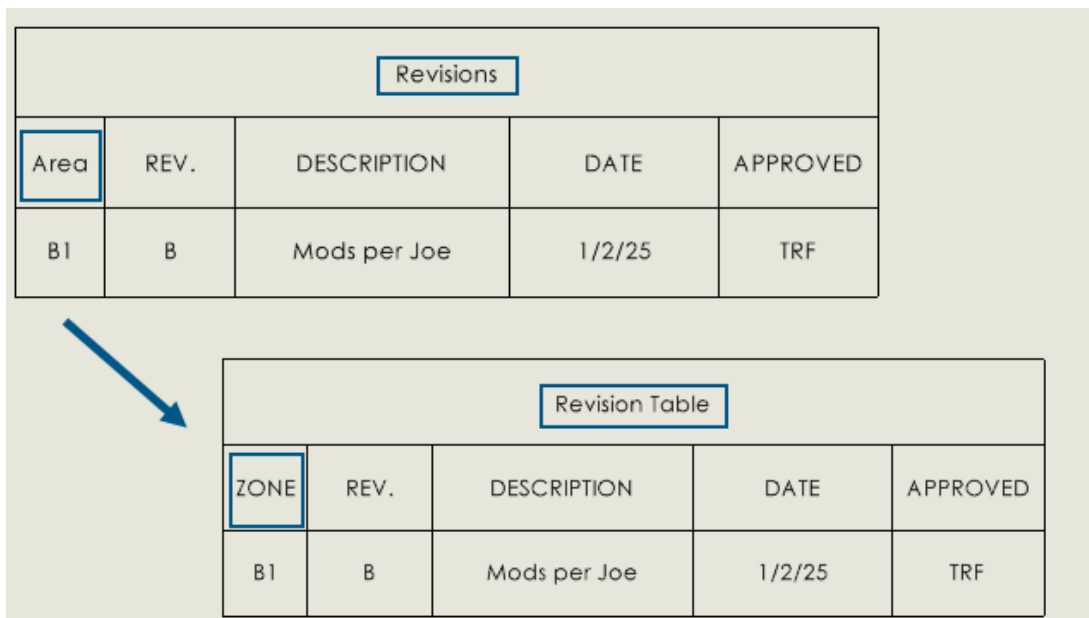 Revisions
Area REV. DESCRIPTION DATE APPROVED
B1 B Mods per Joe 1/2/25 TRF
Revision Table
ZONE REV. DESCRIPTION DATE APPROVED
B1 B Mods per Joe 1/2/25 TRF